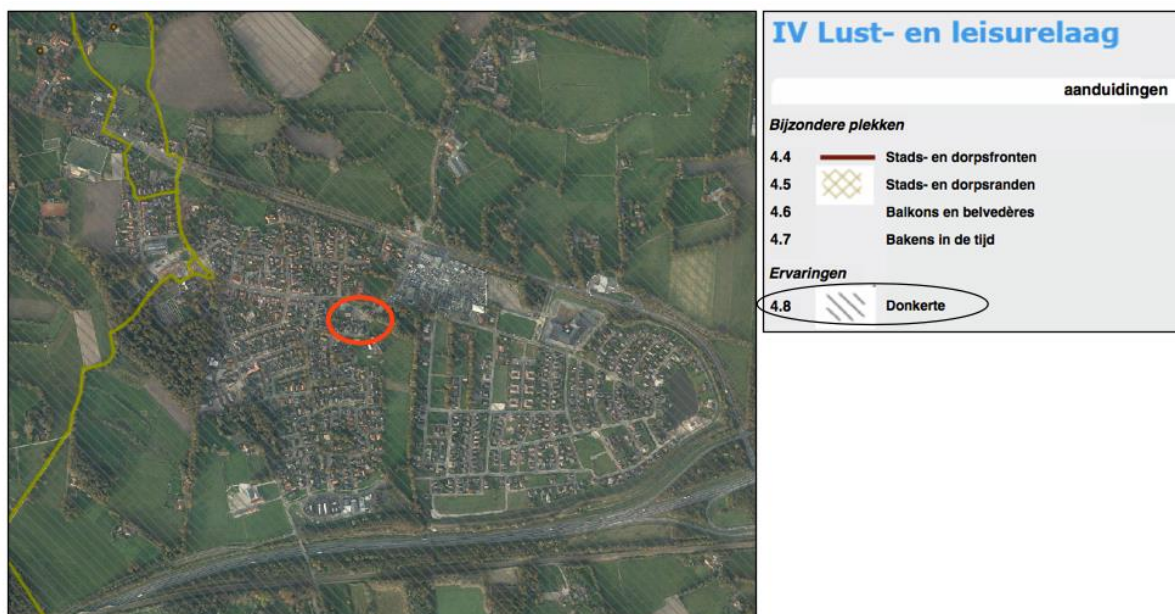 IV Lust- en leisurelaag
aanduidingen
Bijzondere plekken
4.4 Stads- en dorpsfronten
4.5 Stads- en dorpsranden
4.6 Balkons en belvedères
4.7 Bakens in de tijd
Ervaringen
4.8 Donkerte